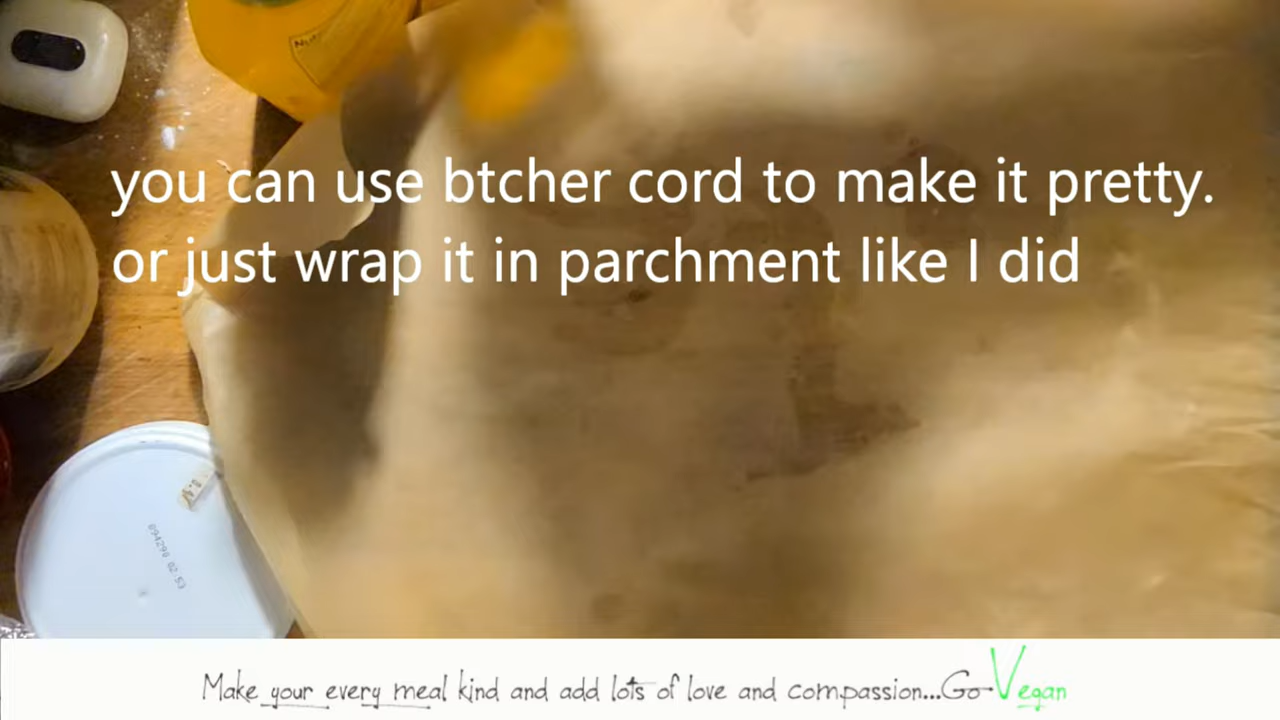 you can use btcher cord to make it pretty.
or just wrap it in parchment like I did
Make your every meal kind and add lots of love and compassion...Go Vegan